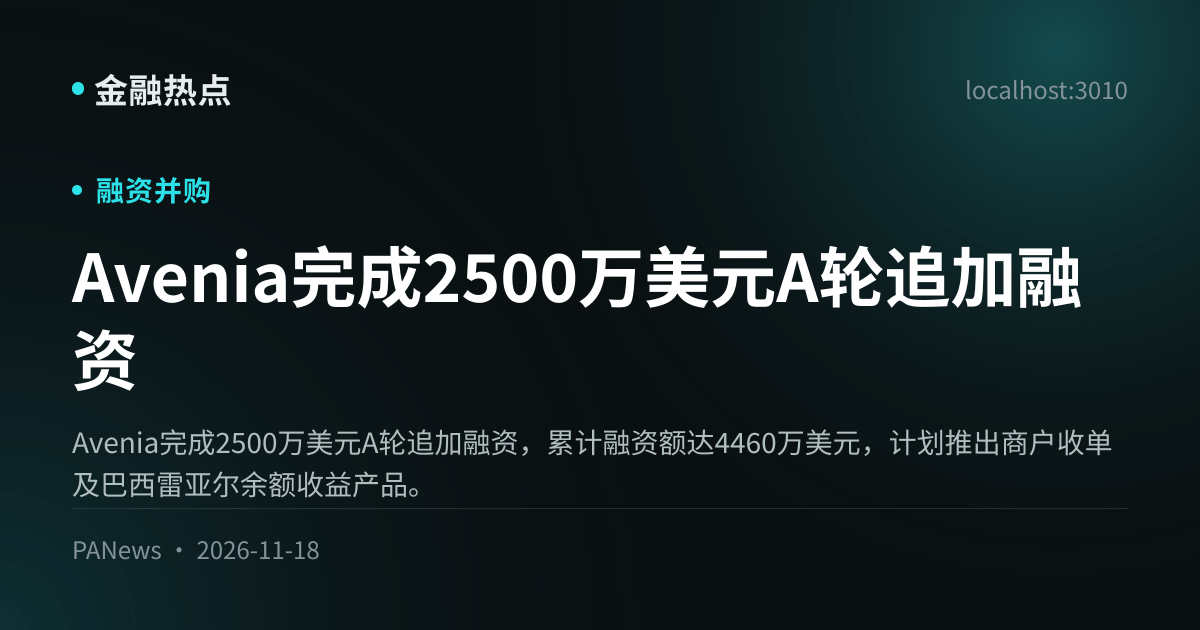 金融热点
localhost:3010
融资并购
Avenia完成2500万美元A轮追加融
资
Avenia完成2500万美元A轮追加融资，累计融资额达4460万美元，计划推出商户收单
及巴西雷亚尔余额收益产品。
PANews · 2026-11-18